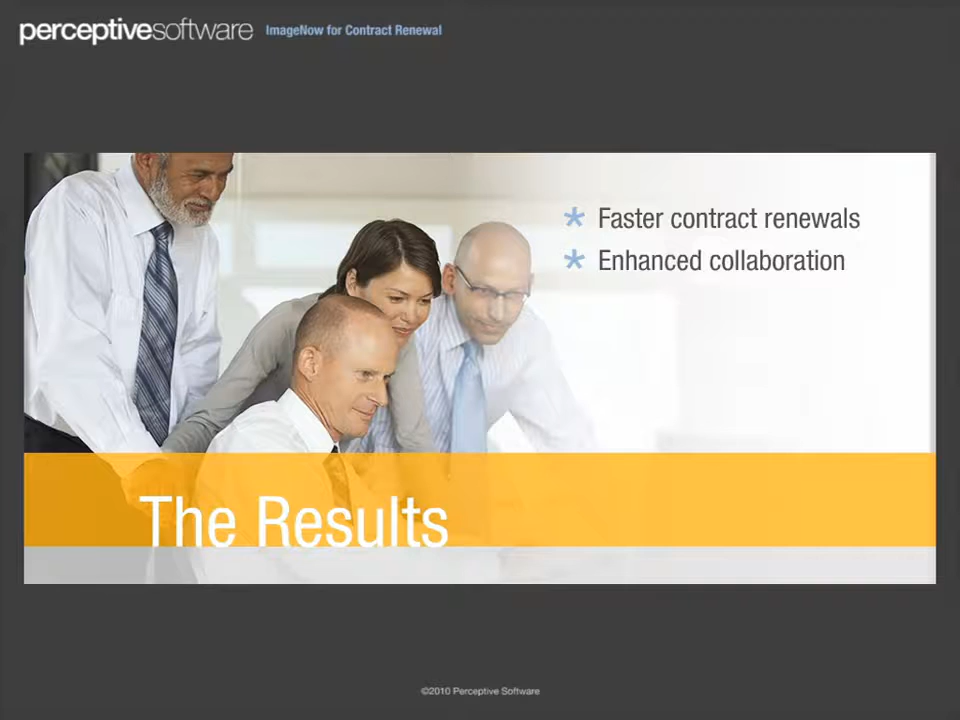 perceptivesoftware ImageNow for Contract Renewal
* Faster contract renewals
* Enhanced collaboration
The Results
©2010 Perceptive Software